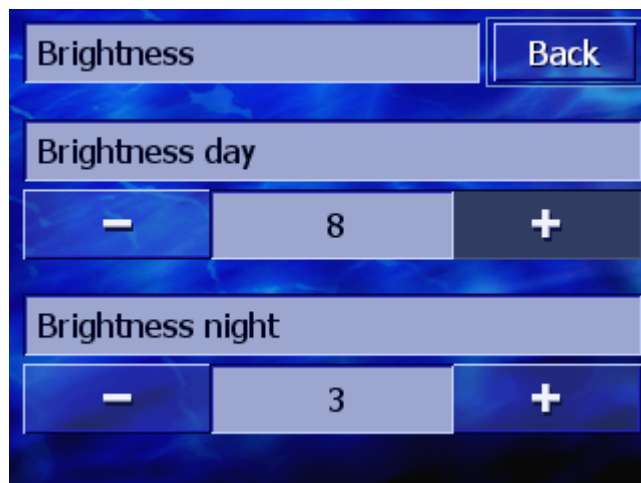 Brightness
Back
Brightness day
− 8 +
Brightness night
− 3 +